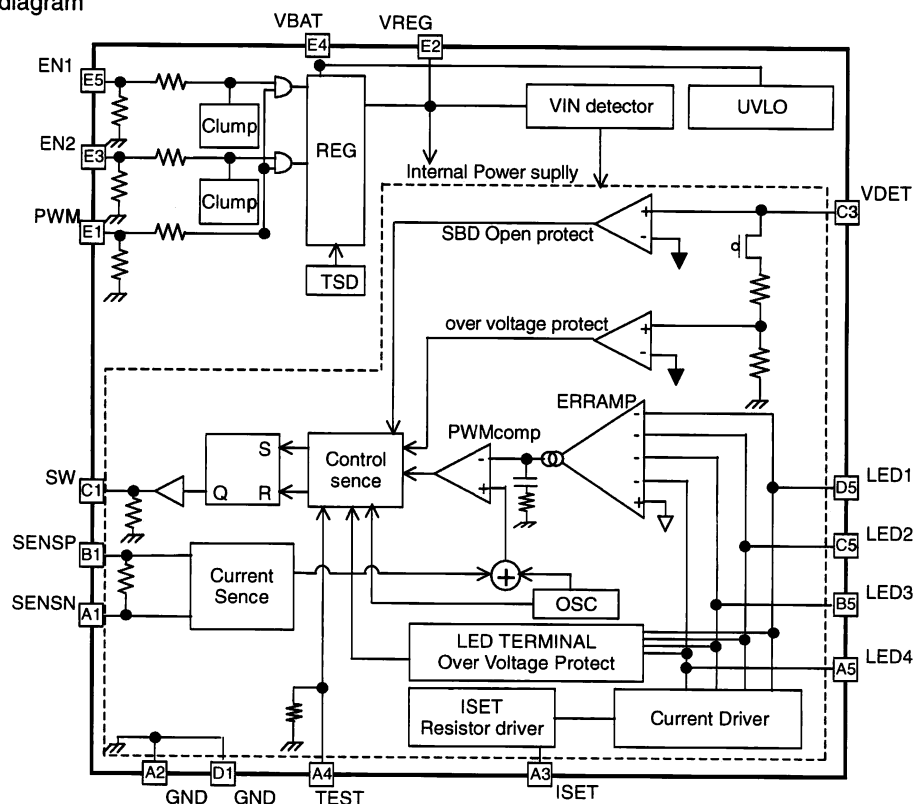 diagram
VBAT
VREG
E4
E2
EN1
E5
Clump
REG
VIN detector
UVLO
EN2
E3
Clump
Internal Power suplly
PWM
E1
VDET
C3
+
-
SBD Open protect
TSD
over voltage protect
+
-
ERRAMP
-
-
-
-
+
PWMcomp
-
+
S
Q
R
Control
sence
SW
C1
LED1
D5
LED2
C5
SENSP
B1
SENSN
A1
Current
Sence
+
OSC
LED3
B5
LED TERMINAL
Over Voltage Protect
LED4
A5
ISET
Resistor driver
Current Driver
A2
D1
A4
A3
GND
GND
TEST
ISET